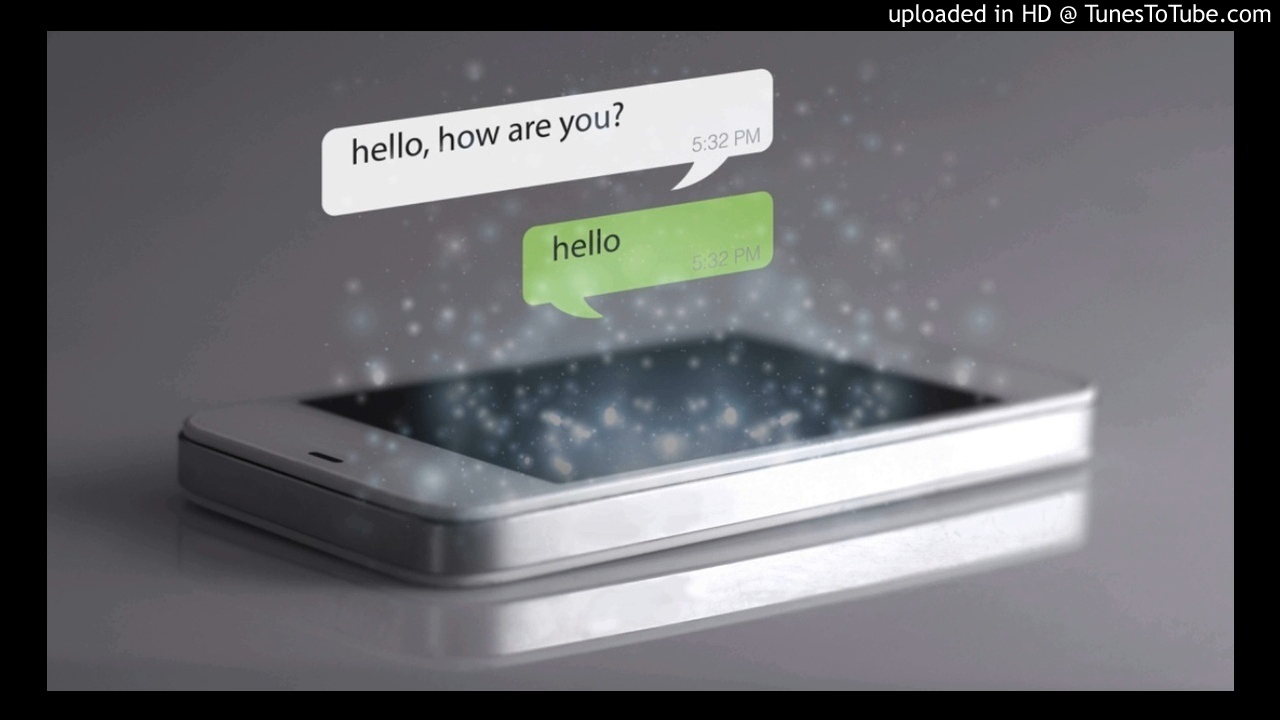 uploaded in HD @ TunesToTube.com
hello, how are you?
5:32 PM
hello
5:32 PM